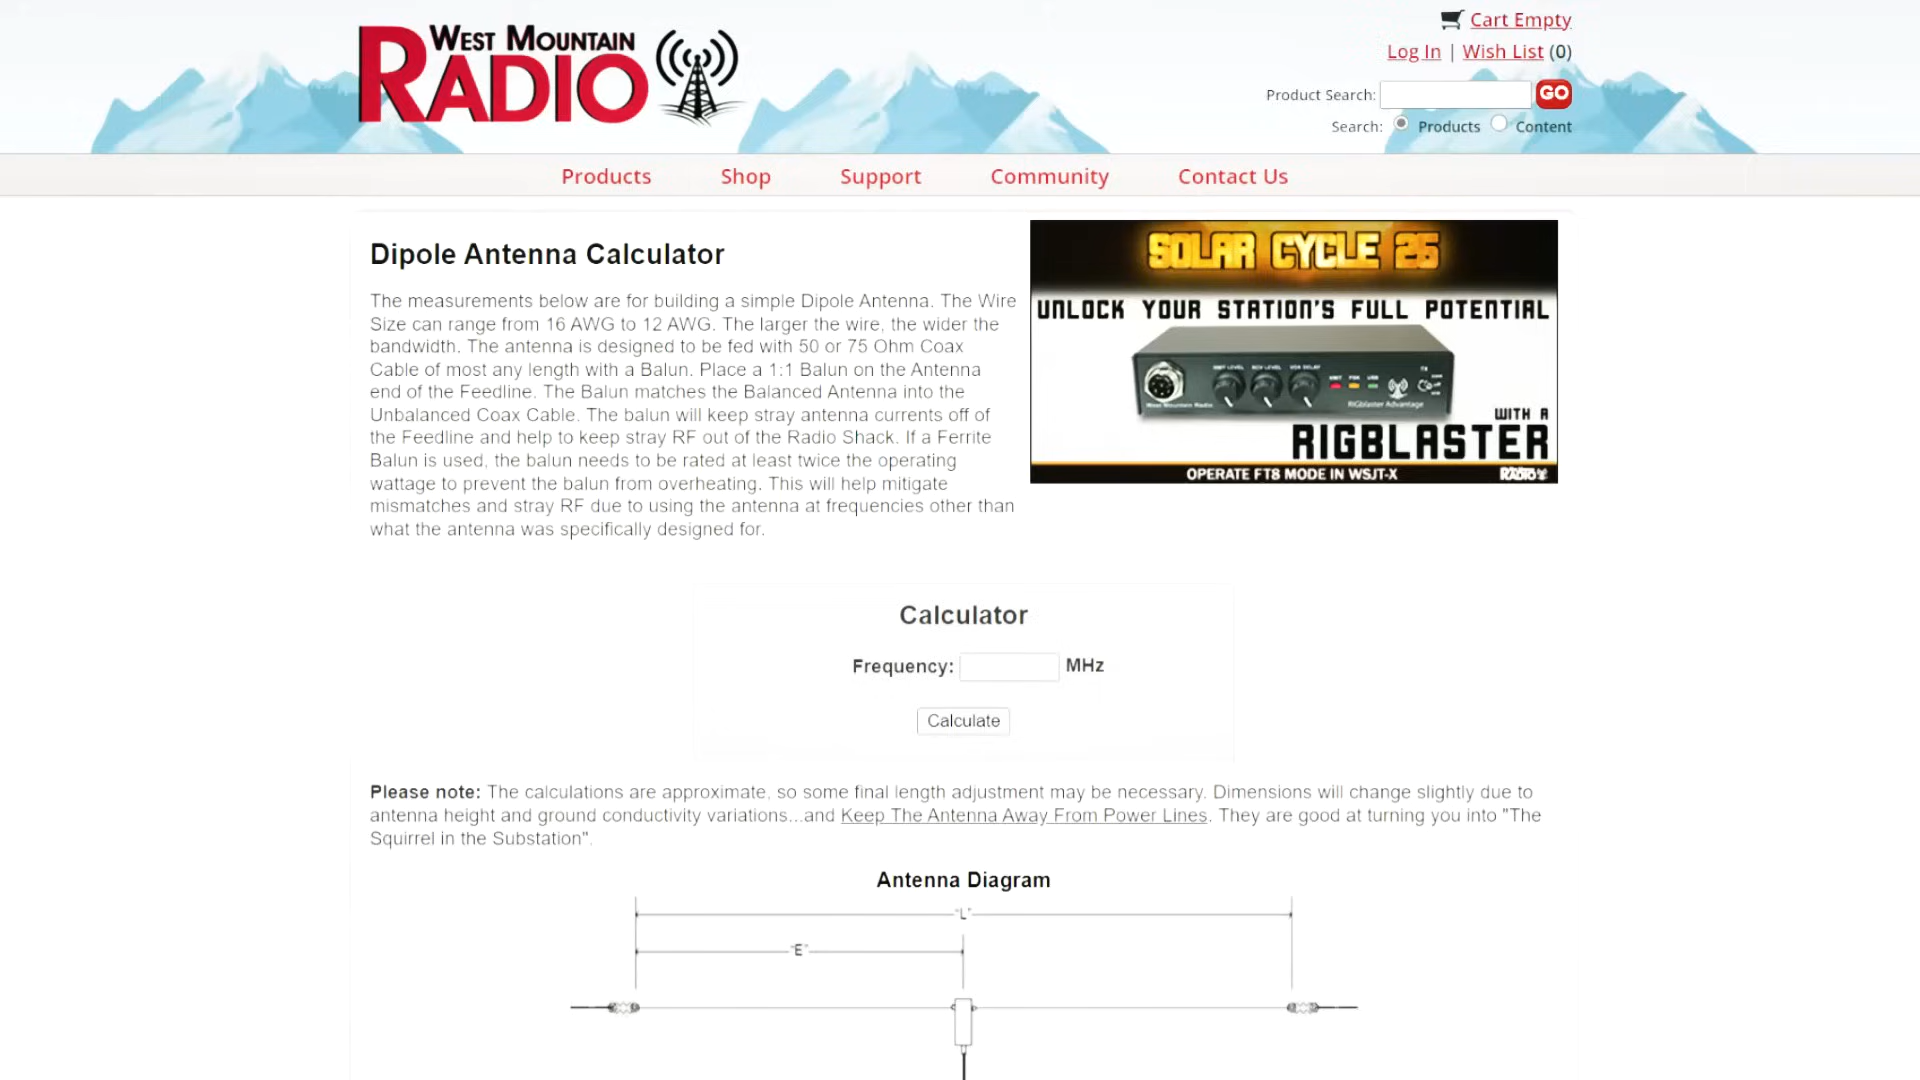 Cart Empty
WEST MOUNTAIN
RADIO
Log In | Wish List (0)
Product Search: GO
Search: Products Content
Products Shop Support Community Contact Us
Dipole Antenna Calculator
The measurements below are for building a simple Dipole Antenna. The Wire
Size can range from 16 AWG to 12 AWG. The larger the wire, the wider the
bandwidth. The antenna is designed to be fed with 50 or 75 Ohm Coax
Cable of most any length with a Balun. Place a 1:1 Balun on the Antenna
end of the Feedline. The Balun matches the Balanced Antenna into the
Unbalanced Coax Cable. The balun will keep stray antenna currents off of
the Feedline and help to keep stray RF out of the Radio Shack. If a Ferrite
Balun is used, the balun needs to be rated at least twice the operating
wattage to prevent the balun from overheating. This will help mitigate
mismatches and stray RF due to using the antenna at frequencies other than
what the antenna was specifically designed for.
SOLAR CYCLE 25
UNLOCK YOUR STATION'S FULL POTENTIAL
XMIT LEVEL RCV LEVEL VOX DELAY
West Mountain Radio
RIGblaster Advantage
WITH A
RIGBLASTER
OPERATE FT8 MODE IN WSJT-X
Calculator
Frequency: MHz
Calculate
Please note: The calculations are approximate, so some final length adjustment may be necessary. Dimensions will change slightly due to
antenna height and ground conductivity variations...and Keep The Antenna Away From Power Lines. They are good at turning you into "The
Squirrel in the Substation".
Antenna Diagram
"L"
"E"